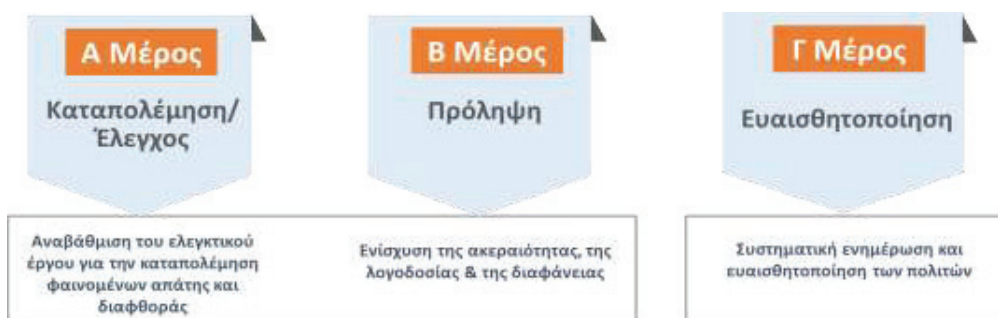 Α Μέρος
Καταπολέμηση/
Έλεγχος
Αναβάθμιση του ελεγκτικού
έργου για την καταπολέμηση
φαινομένων απάτης και
διαφθοράς
Β Μέρος
Πρόληψη
Ενίσχυση της ακεραιότητας, της
λογοδοσίας & της διαφάνειας
Γ Μέρος
Ευαισθητοποίηση
Συστηματική ενημέρωση και
ευαισθητοποίηση των πολιτών